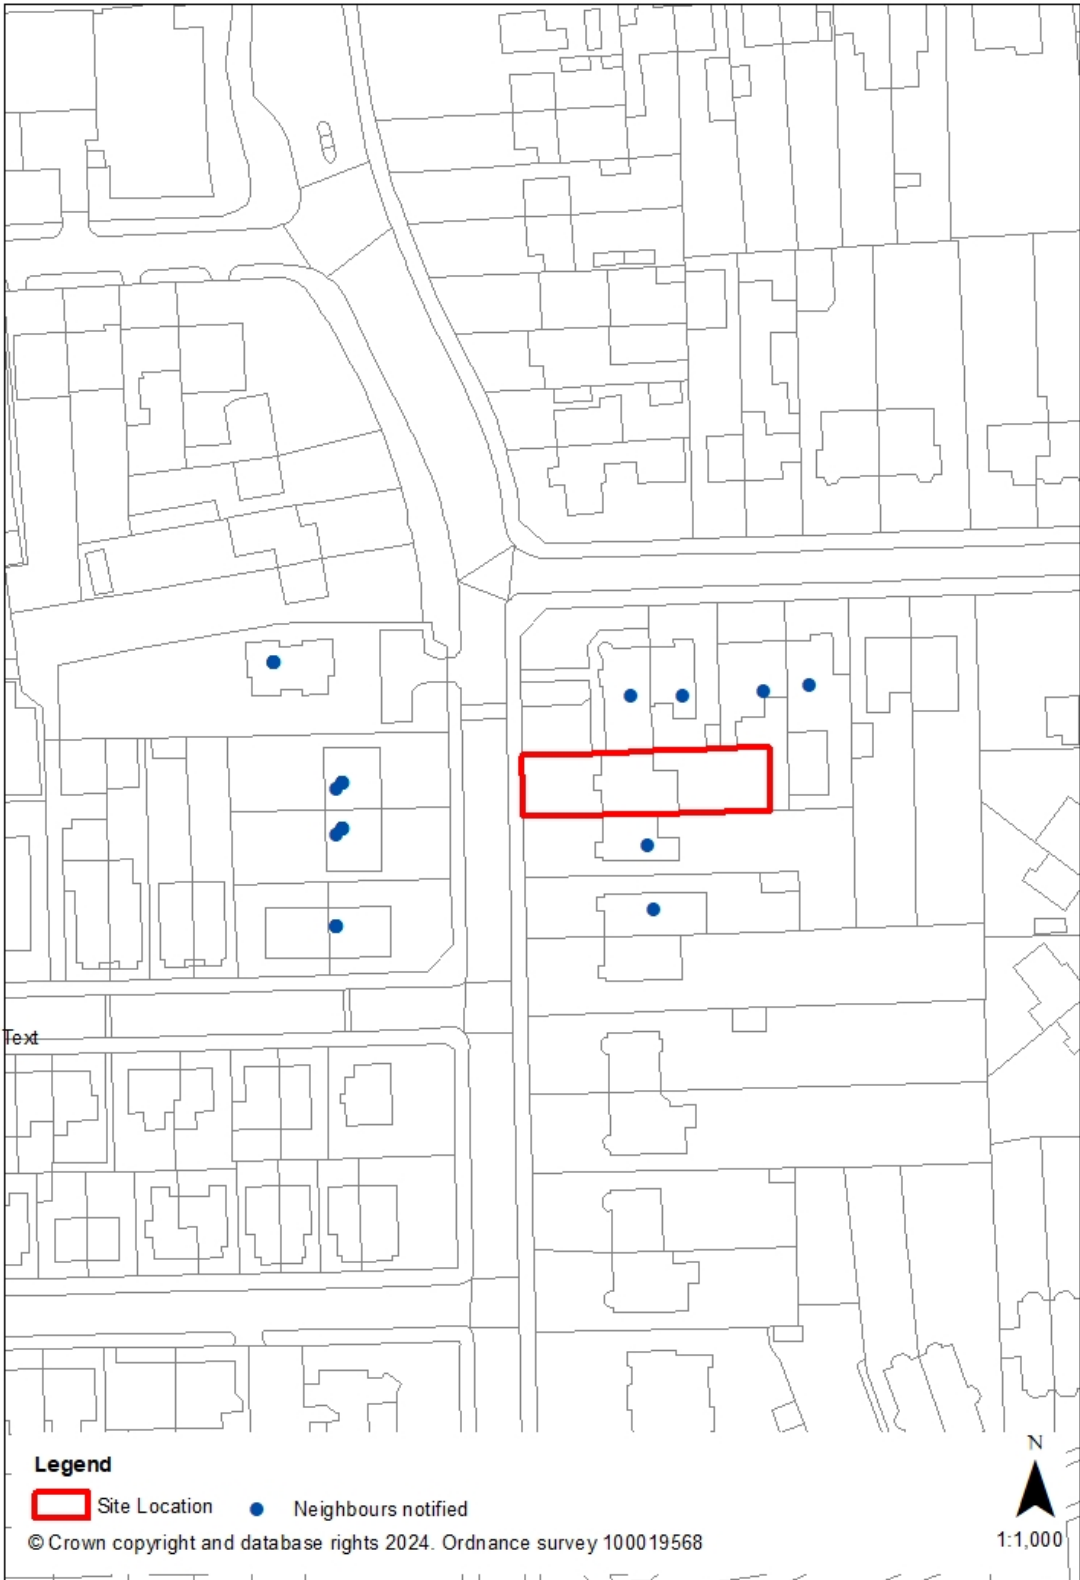 Text
N
Legend
Site Location
Neighbours notified
© Crown copyright and database rights 2024. Ordnance survey 100019568
1:1,000